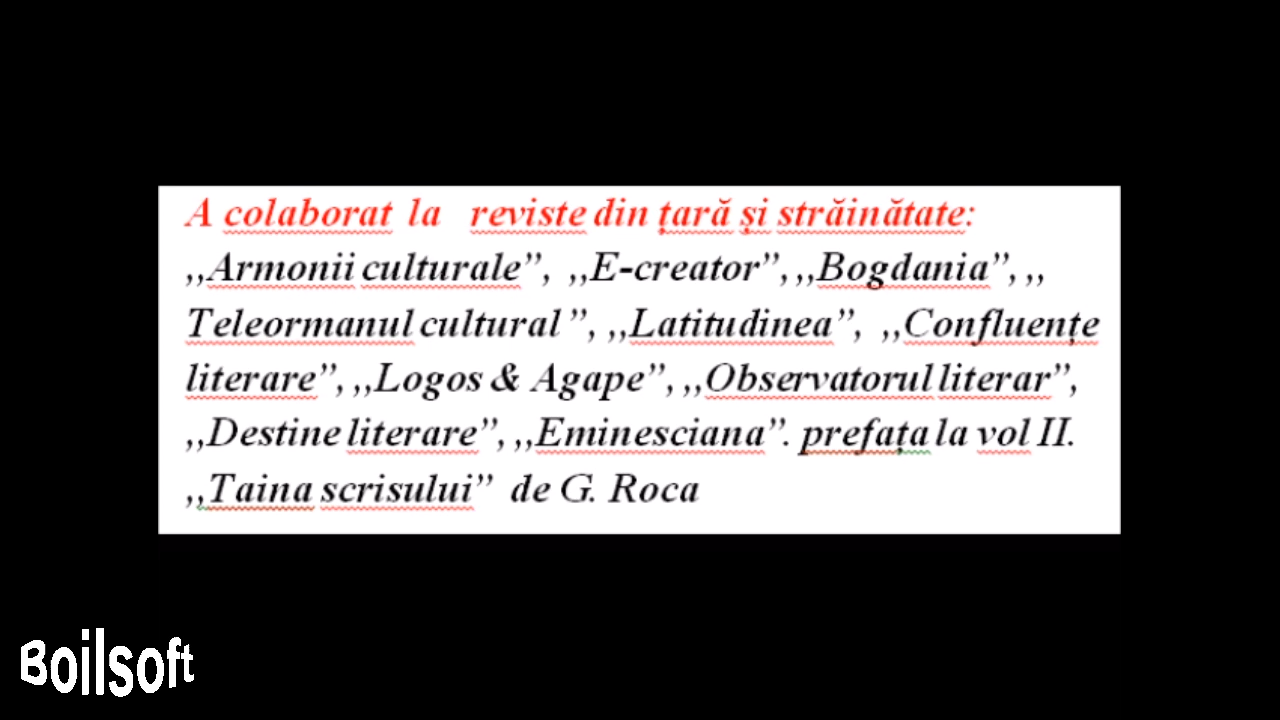 A colaborat la reviste din țară și străinătate:
,,Armonii culturale”, ,,E-creator”, ,,Bogdania”, ,,
Teleormanul cultural ”, ,,Latitudinea”, ,,Confluențe
literare”, ,,Logos & Agape”, ,,Observatorul literar”,
,,Destine literare”, ,,Eminesciana”. prefața la vol II.
,,Taina scrisului” de G. Roca
Boilsoft